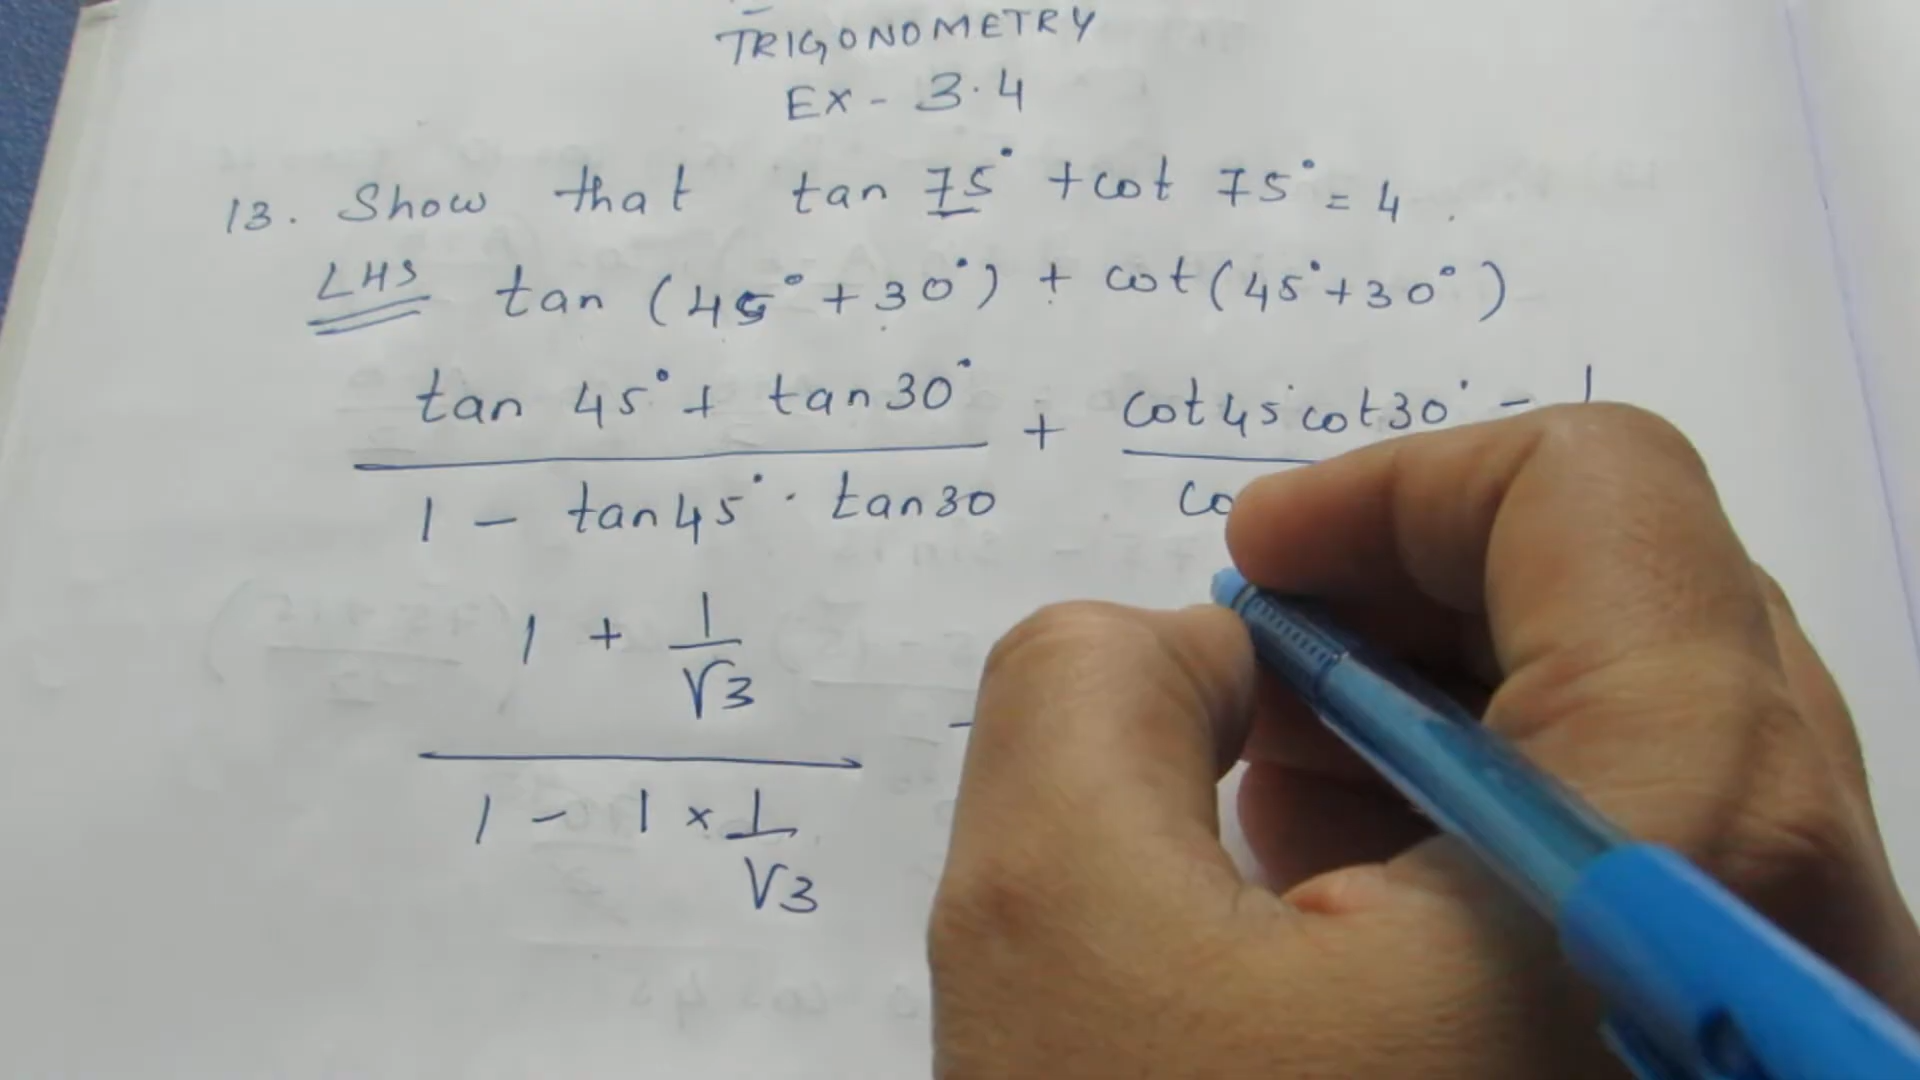 TRIGONOMETRY
EX - 3.4
13. Show that tan 75° + cot 75° = 4.
LHS tan (45° + 30°) + cot (45° + 30°)
tan 45° + tan 30° + cot 45° cot 30° - 1
1 - tan 45° . tan 30
1 + 1/√3
1 - 1 × 1/√3